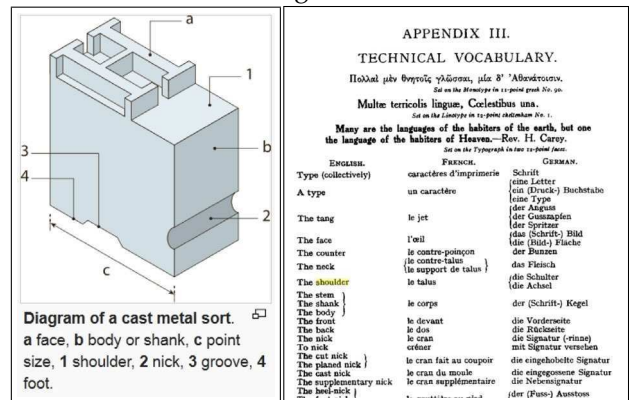 a
1
b
3
4
2
c
Diagram of a cast metal sort.
a face, b body or shank, c point
size, 1 shoulder, 2 nick, 3 groove, 4
foot.
APPENDIX III.
TECHNICAL VOCABULARY.
Πολλαὶ μὲν θνητοῖς γλῶσσαι, μία δ' Ἀθανάτοισιν.
Set on the Monotype in 11-point greek No. 90.
Multæ terricolis linguæ, Cœlestibus una.
Set on the Linotype in 12-point cheltenham No. 1.
Many are the languages of the habiters of the earth, but one
the language of the habiters of Heaven.—Rev. H. Carey.
Set on the Typograph in two 12-point faces.
ENGLISH. FRENCH. GERMAN.
Type (collectively) caractères d'imprimerie Schrift
A type un caractère
eine Letter
ein (Druck-) Buchstabe
eine Type
The tang le jet
der Anguss
der Gusszapfen
der Spritzer
The face l'œil
das (Schrift-) Bild
die (Bild-) Fläche
The counter le contre-poinçon der Bunzen
The neck
le contre-talus
le support de talus
das Fleisch
The shoulder le talus
die Schulter
die Achsel
The stem
The shank le corps der (Schrift-) Kegel
The body
The front le devant die Vorderseite
The back le dos die Rückseite
The nick le cran die Signatur (-rinne)
To nick créner mit Signatur versehen
The cut nick
The planed nick
le cran fait au coupoir die eingehobelte Signatur
The cast nick le cran du moule die eingegossene Signatur
The supplementary nick le cran supplémentaire die Nebensignatur
The heel-nick
der (Fuss-) Ausstoss